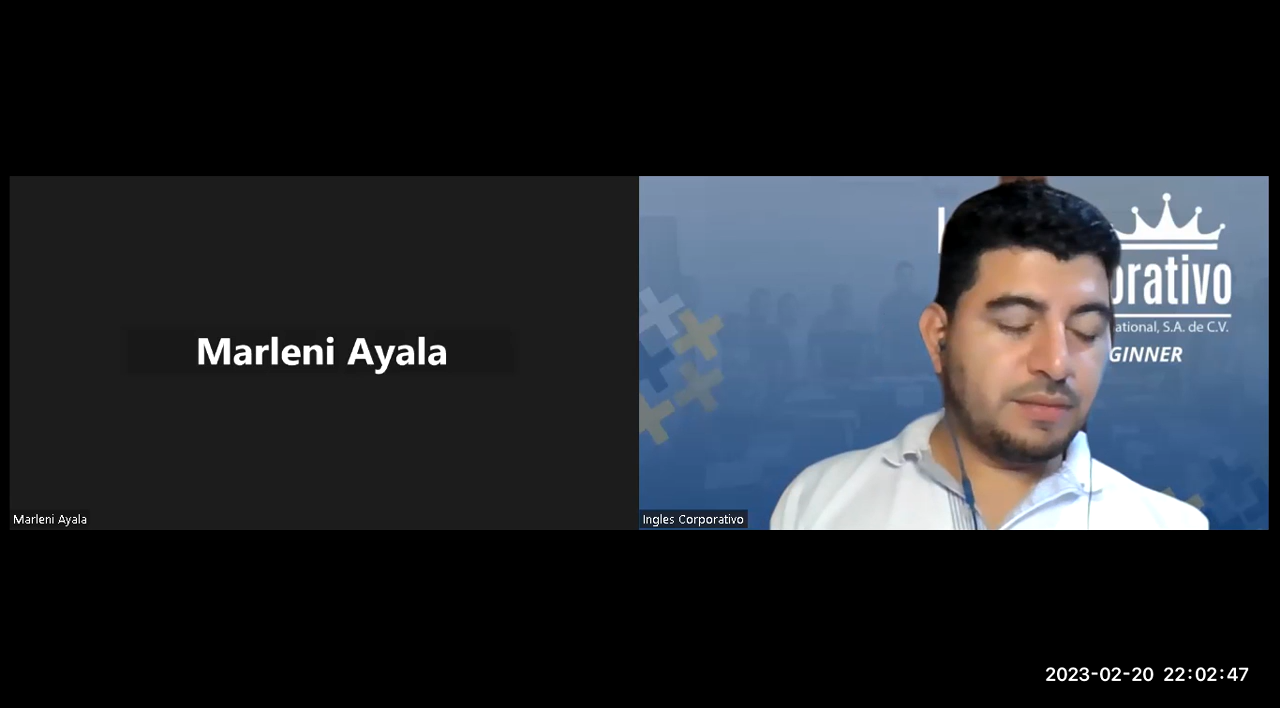 Marleni Ayala
Marleni Ayala
orativo
ational, S.A. de C.V.
GINNER
Ingles Corporativo
2023-02-20 22:02:47